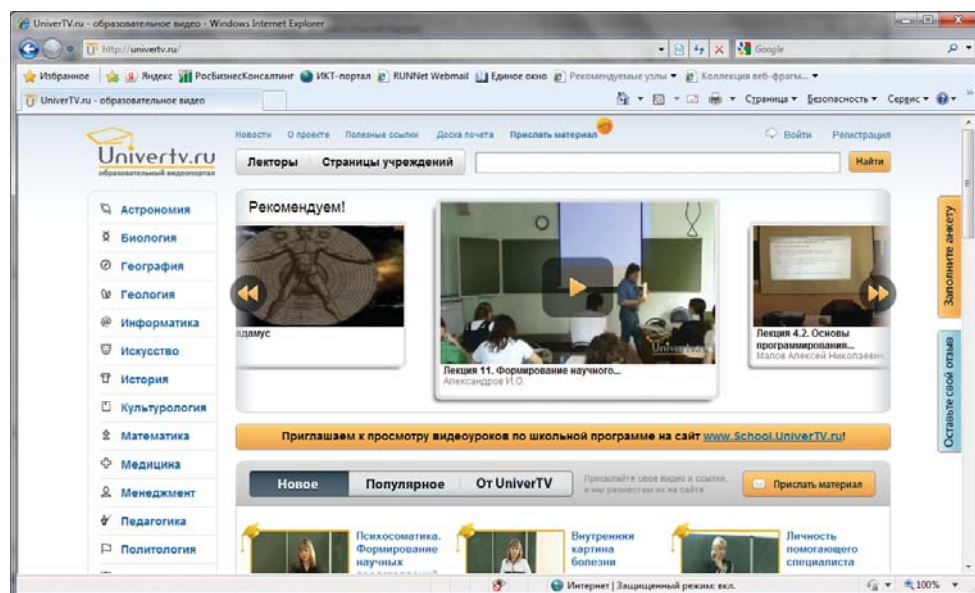 UniverTV.ru - образовательное видео - Windows Internet Explorer
http://univertv.ru/
Google
Избранное Яндекс РосБизнесКонсалтинг ИКТ-портал RUNNet Webmail Единое окно Рекомендуемые узлы Коллекция веб-фрагм...
UniverTV.ru - образовательное видео
Страница Безопасность Сервис
Новости О проекте Полезные ссылки Доска почета Прислать материал
Войти Регистрация
Univertv.ru
образовательный видеопортал
Лекторы Страницы учреждений
Найти
Астрономия
Биология
География
Геология
Информатика
Искусство
История
Культурология
Математика
Медицина
Менеджмент
Педагогика
Политология
Рекомендуем!
адамус
Univertv.ru
Лекция 11. Формирование научного...
Александров И.О.
Лекция 4.2. Основы
программирования...
Малов Алексей Николаевич
Заполните анкету
Оставьте свой отзыв
Приглашаем к просмотру видеоуроков по школьной программе на сайт www.School.UniverTV.ru!
Новое Популярное От UniverTV
Присылайте свое видео и ссылки,
и мы разместим их на сайте
Прислать материал
Психосоматика.
Формирование
научных
Внутренняя
картина
болезни
Личность
помогающего
специалиста
Интернет | Защищенный режим: вкл.
100%